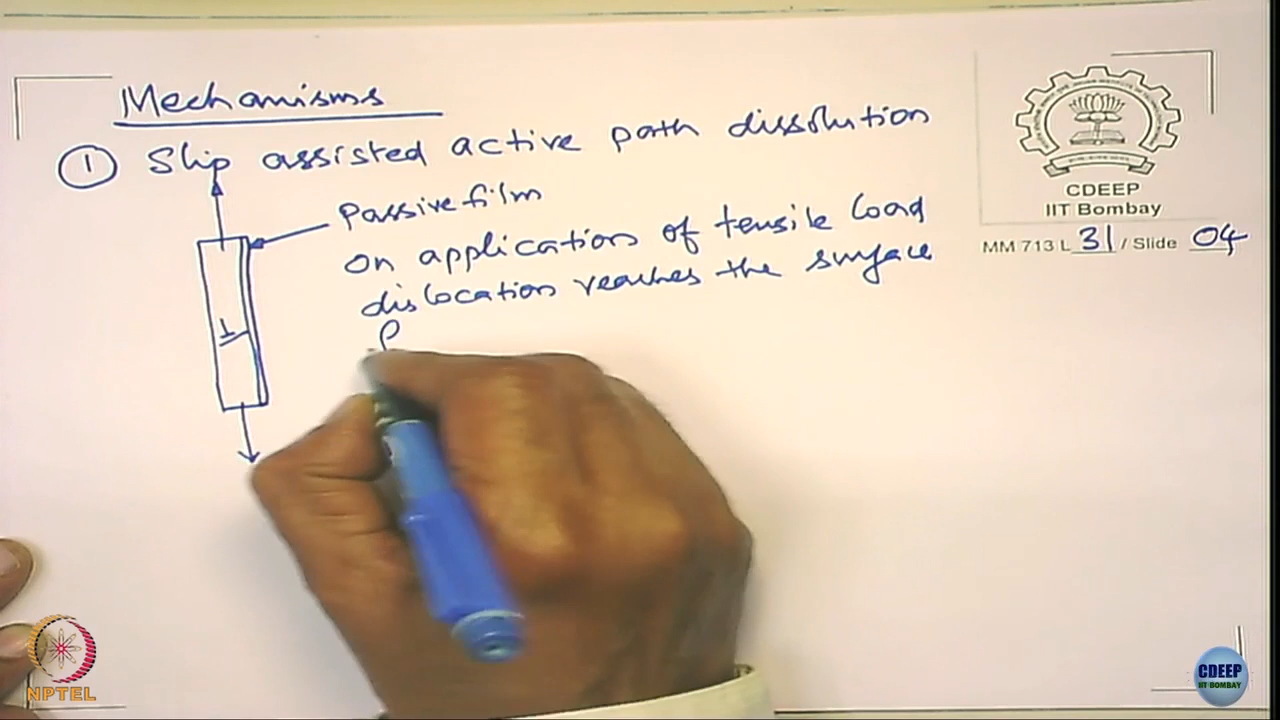 Mechanisms
① Slip assisted active path dissolution
Passive film
on application of tensile load
dislocation reaches the surface
CDEEP
IIT Bombay
MM 713 L 31 / Slide 04
NPTEL
CDEEP
IIT BOMBAY